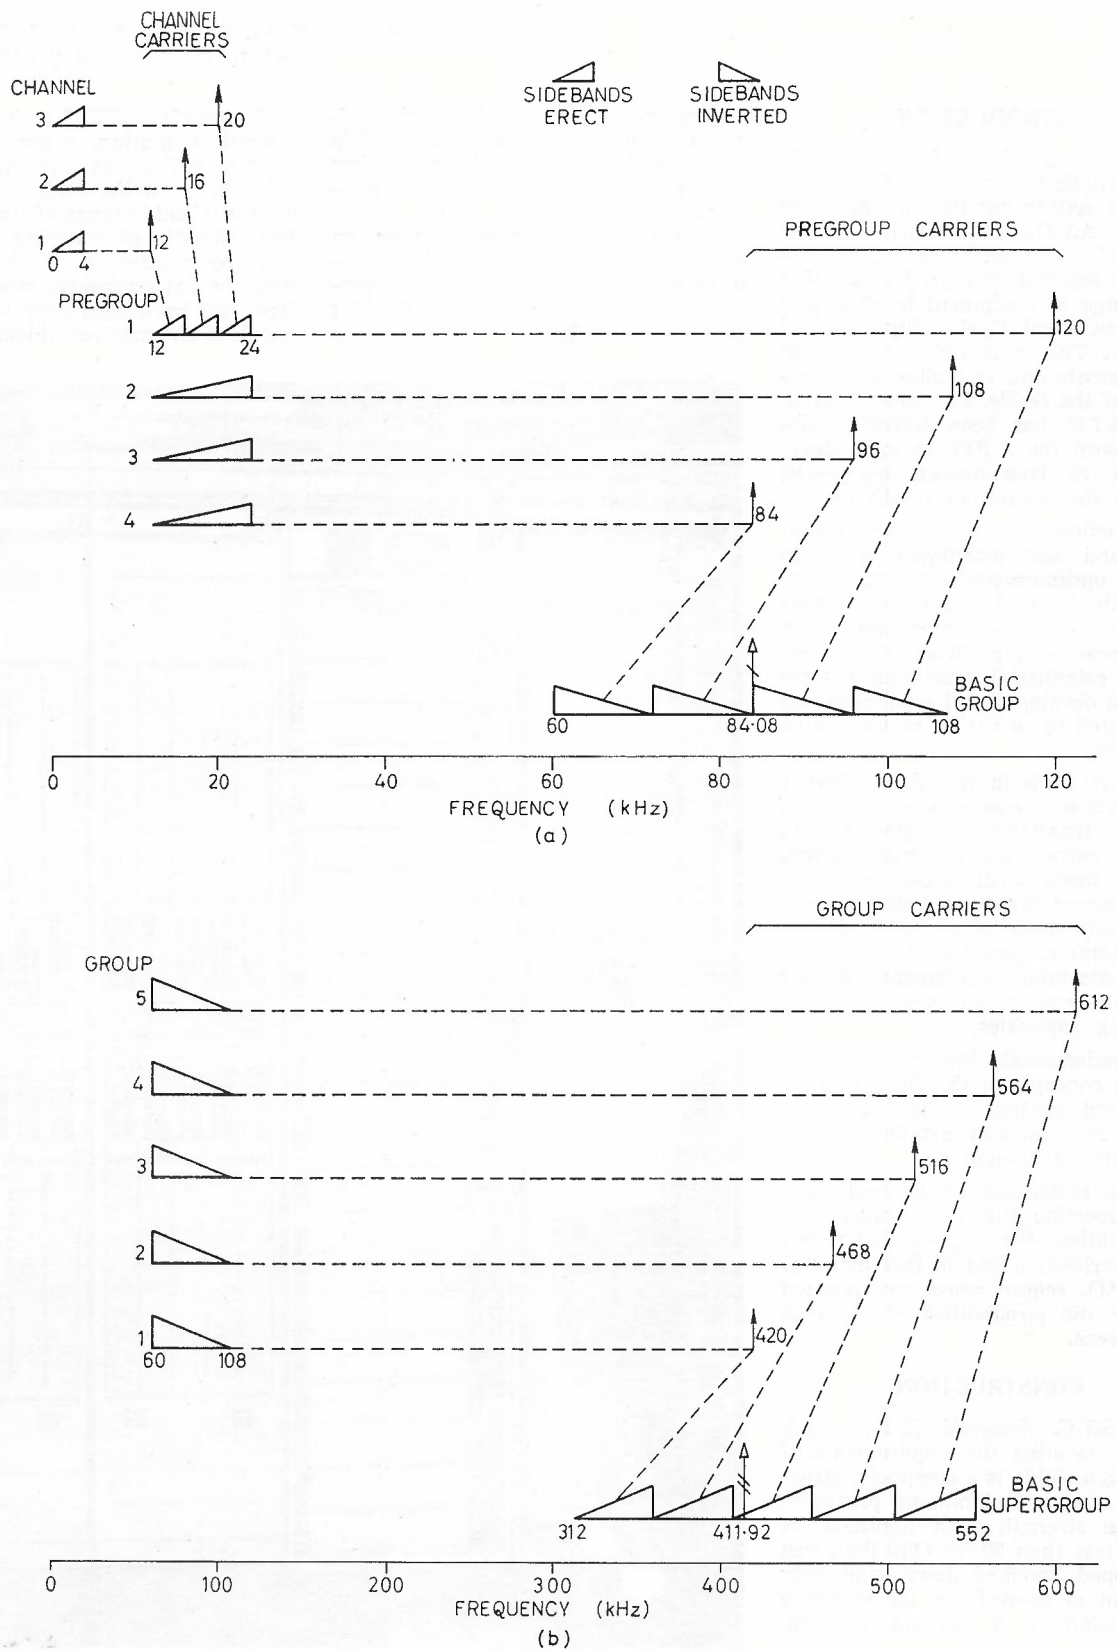 CHANNEL
CARRIERS
CHANNEL
3
20
2
16
1
12
0 4
SIDEBANDS
ERECT
SIDEBANDS
INVERTED
PREGROUP CARRIERS
PREGROUP
1
12 24
120
2
108
3
96
4
84
BASIC
GROUP
60 84·08 108
0 20 40 60 80 100 120
FREQUENCY (kHz)
(a)
GROUP CARRIERS
GROUP
5
612
4
564
3
516
2
468
1
420
60 108
BASIC
SUPERGROUP
312 411·92 552
0 100 200 300 400 500 600
FREQUENCY (kHz)
(b)